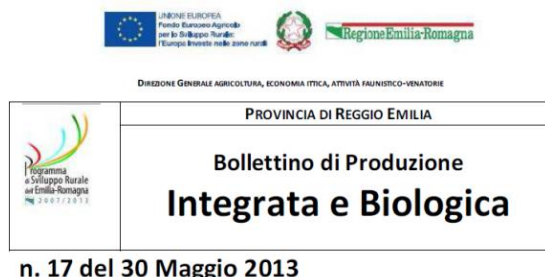 UNIONE EUROPEA
Fondo Europeo Agricolo
per lo Sviluppo Rurale:
l'Europa investe nelle zone rurali
RegioneEmilia-Romagna
DIREZIONE GENERALE AGRICOLTURA, ECONOMIA ITTICA, ATTIVITÀ FAUNISTICO-VENATORIE
PROVINCIA DI REGGIO EMILIA
Programma
di Sviluppo Rurale
dell'Emilia-Romagna
2007/2013
Bollettino di Produzione
Integrata e Biologica
n. 17 del 30 Maggio 2013